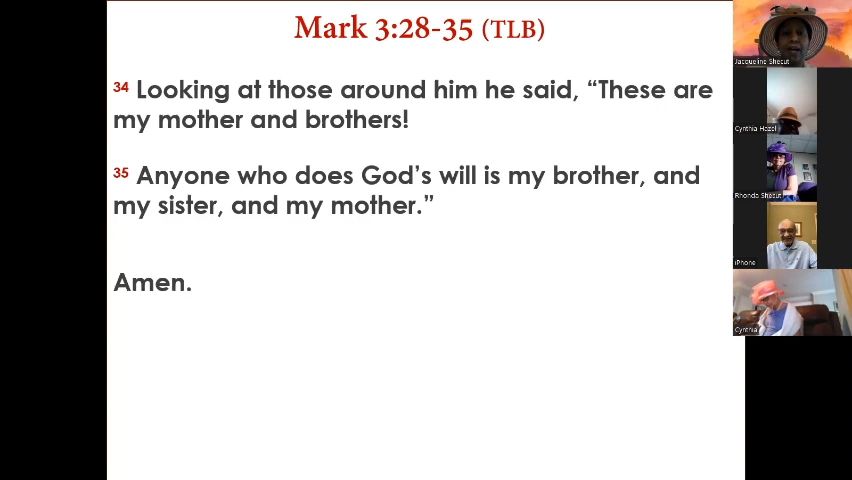 Mark 3:28-35 (TLB)
34 Looking at those around him he said, “These are
my mother and brothers!
35 Anyone who does God’s will is my brother, and
my sister, and my mother.”
Amen.
Jacqueline Shecut
Cynthia Hazel
Rhonda Shecut
iPhone
Cynthia